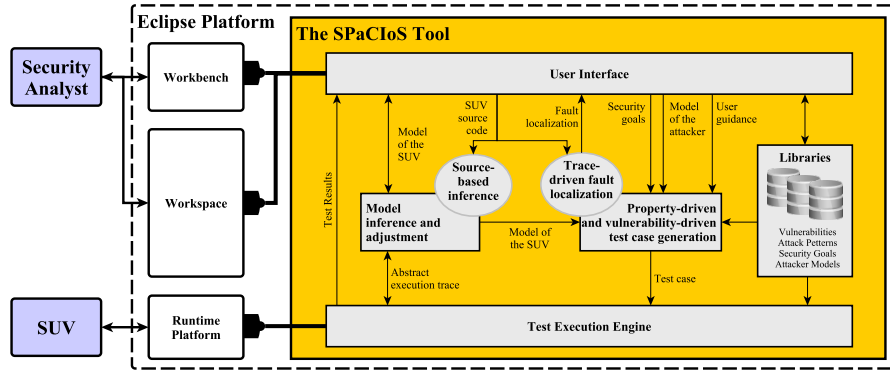 Eclipse Platform
The SPaCIoS Tool
Security
Analyst
Workbench
User Interface
SUV
source
code
Fault
localization
Security
goals
Model
of the
attacker
User
guidance
Model
of the
SUV
Test Results
Source-
based
inference
Trace-
driven fault
localization
Libraries
Vulnerabilities
Attack Petterns
Security Goals
Attacker Models
Workspace
Model
inference and
adjustment
Model of
the SUV
Property-driven
and vulnerability-driven
test case generation
Abstract
execution trace
Test case
SUV
Runtime
Platform
Test Execution Engine